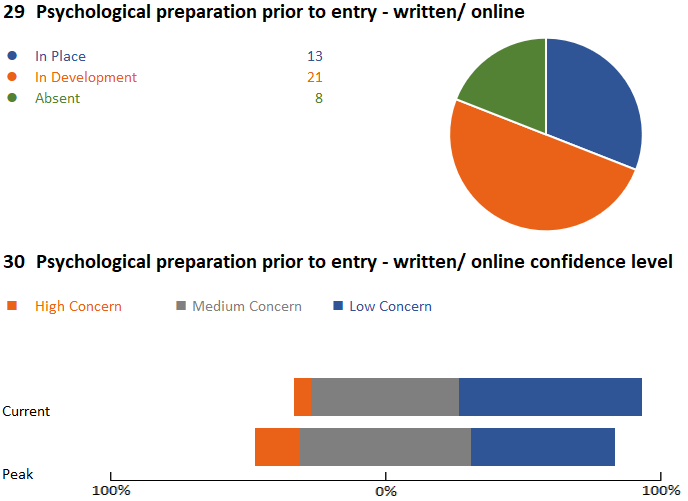 29 Psychological preparation prior to entry - written/ online
In Place 13
In Development 21
Absent 8
30 Psychological preparation prior to entry - written/ online confidence level
High Concern Medium Concern Low Concern
Current
Peak
100% 0% 100%